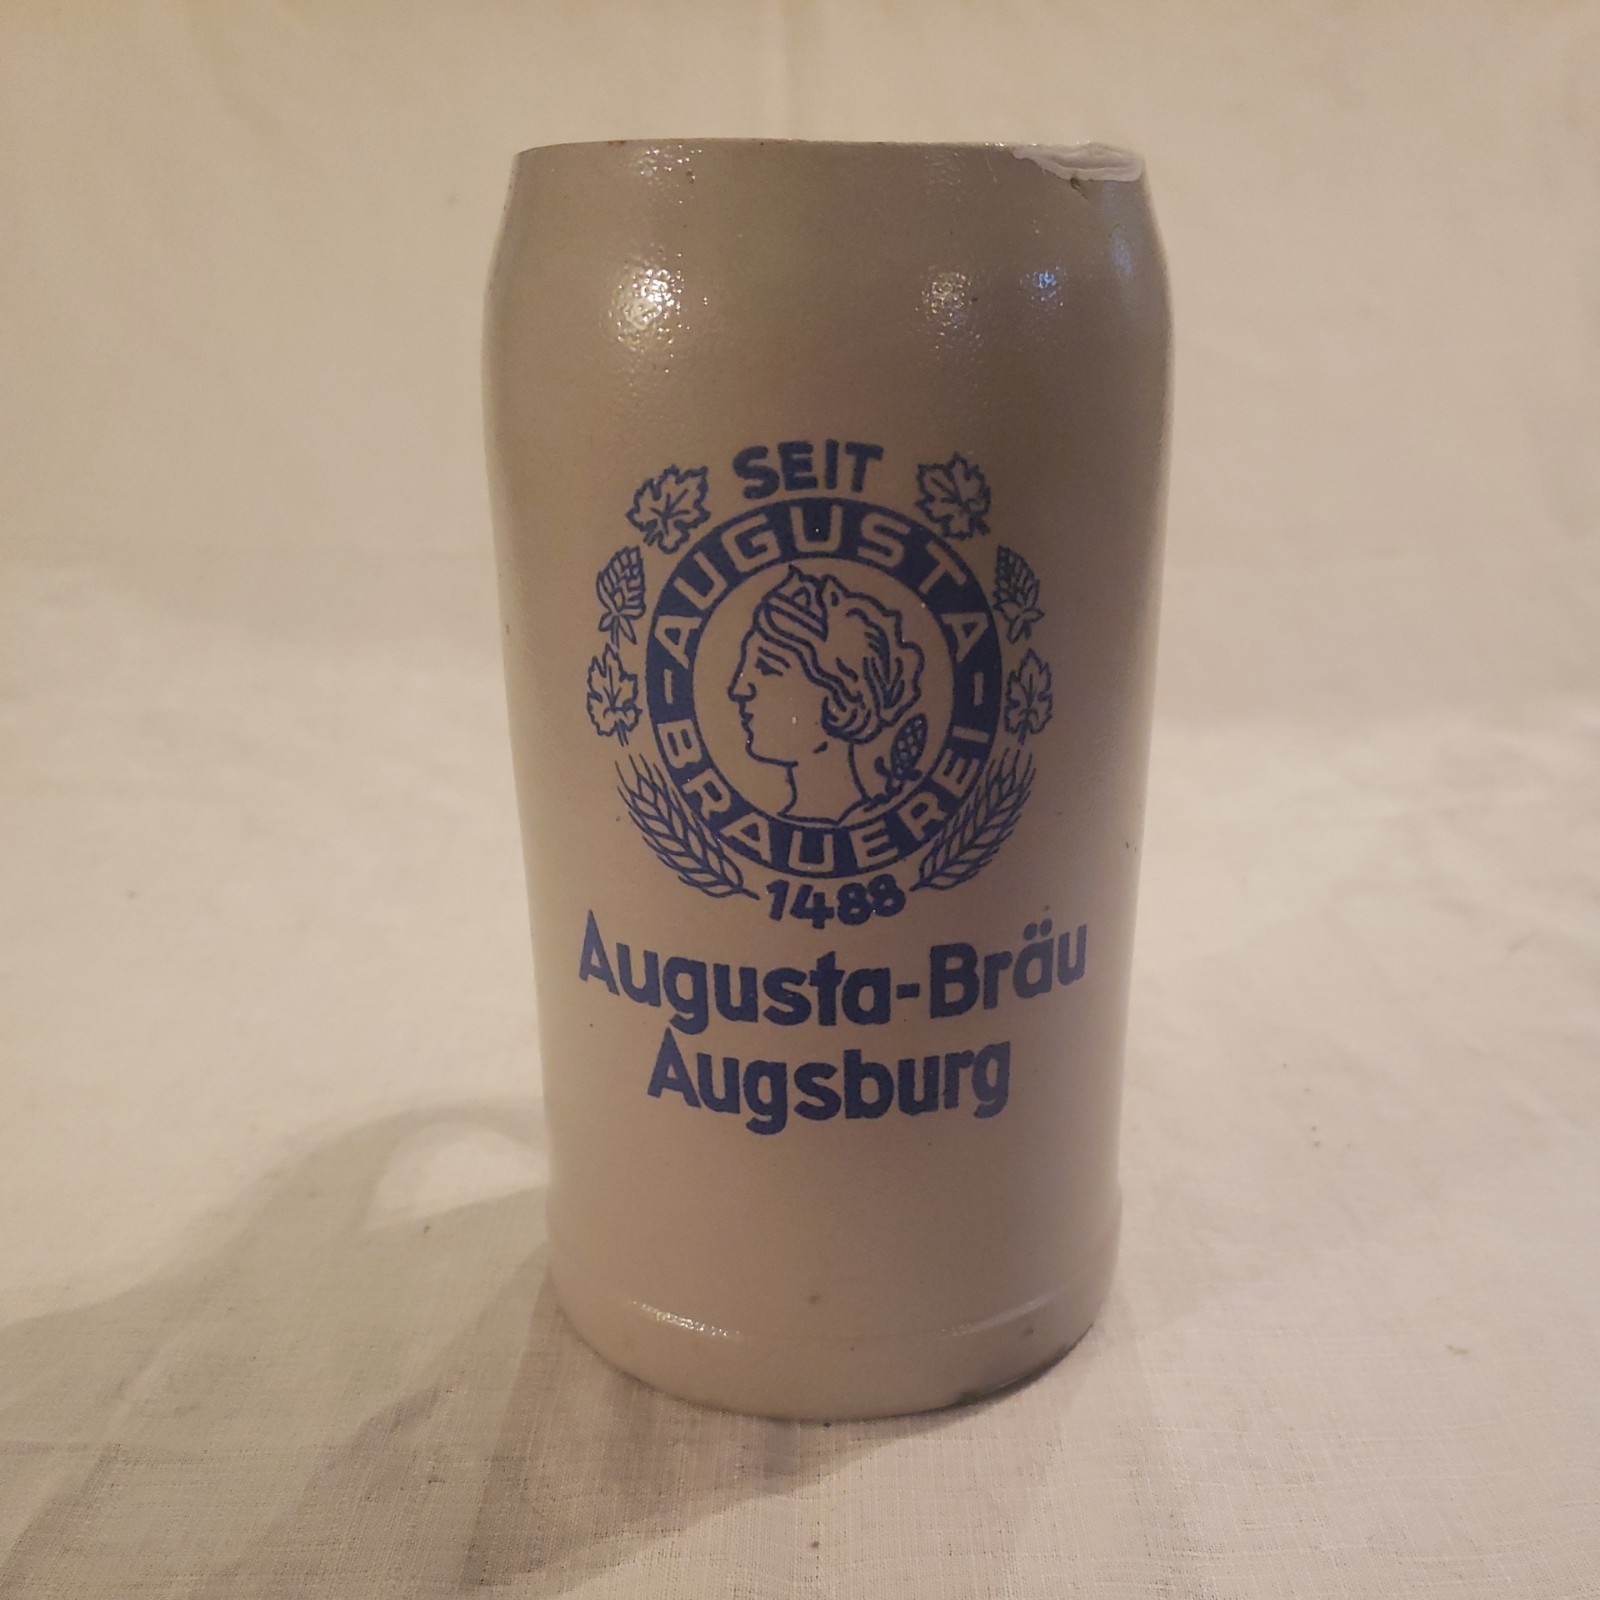 SEIT
-AUGUSTA-
BRAUEREI
1488
Augusta-Bräu
Augsburg